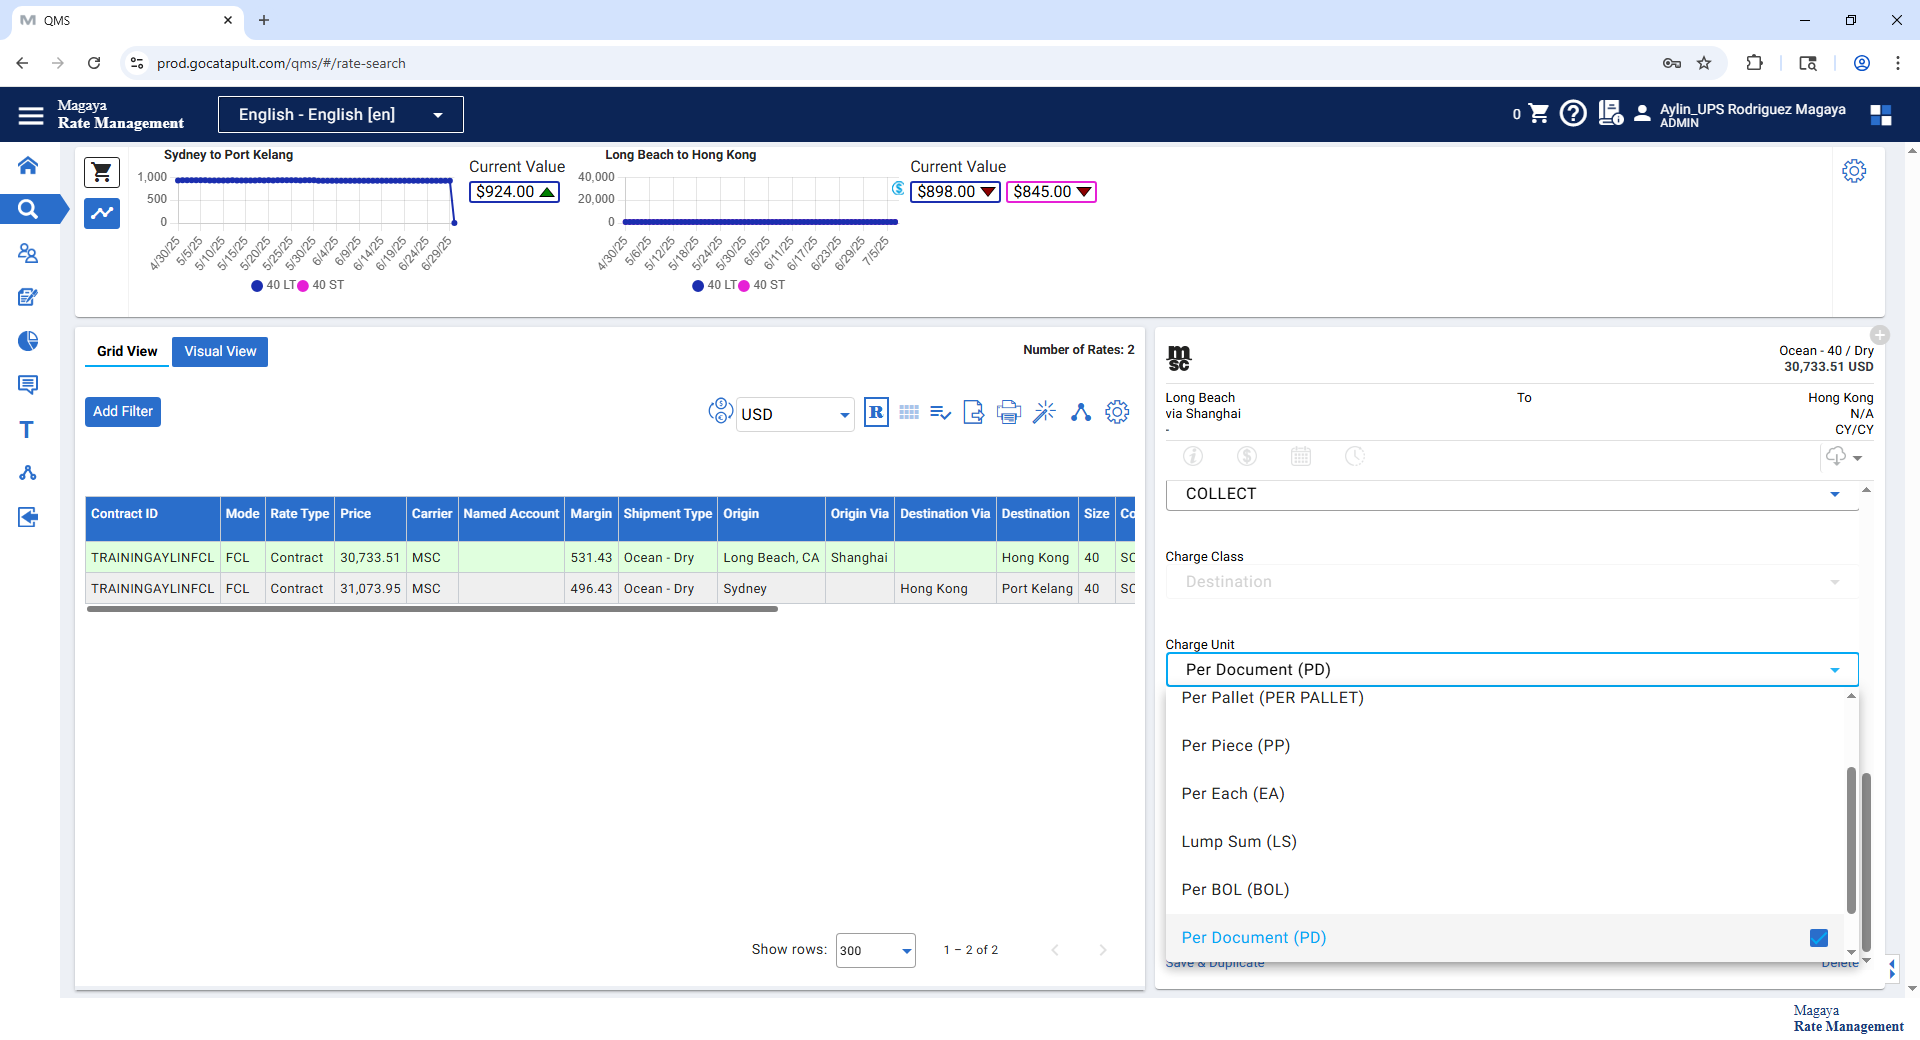 QMS
prod.gocatapult.com/qms/#/rate-search
Magaya
Rate Management
English - English [en]
0
Aylin_UPS Rodriguez Magaya
ADMIN
Sydney to Port Kelang
1,000
500
0
4/30/25
5/5/25
5/10/25
5/15/25
5/20/25
5/25/25
5/30/25
6/4/25
6/9/25
6/14/25
6/19/25
6/24/25
6/29/25
40 LT
40 ST
Current Value
$924.00
Long Beach to Hong Kong
40,000
20,000
0
4/30/25
5/6/25
5/12/25
5/18/25
5/24/25
5/30/25
6/5/25
6/11/25
6/17/25
6/23/25
6/29/25
7/5/25
40 LT
40 ST
Current Value
$898.00
$845.00
Grid View
Visual View
Number of Rates: 2
Add Filter
USD
R
Contract ID Mode Rate Type Price Carrier Named Account Margin Shipment Type Origin Origin Via Destination Via Destination Size Co
TRAININGAYLINFCL FCL Contract 30,733.51 MSC 531.43 Ocean - Dry Long Beach, CA Shanghai Hong Kong 40 SC
TRAININGAYLINFCL FCL Contract 31,073.95 MSC 496.43 Ocean - Dry Sydney Hong Kong Port Kelang 40 SC
Show rows: 300 1 – 2 of 2
msc
Ocean - 40 / Dry
30,733.51 USD
Long Beach To Hong Kong
via Shanghai N/A
- CY/CY
COLLECT
Charge Class
Destination
Charge Unit
Per Document (PD)
Per Pallet (PER PALLET)
Per Piece (PP)
Per Each (EA)
Lump Sum (LS)
Per BOL (BOL)
Per Document (PD)
Save & Duplicate Delete
Magaya
Rate Management